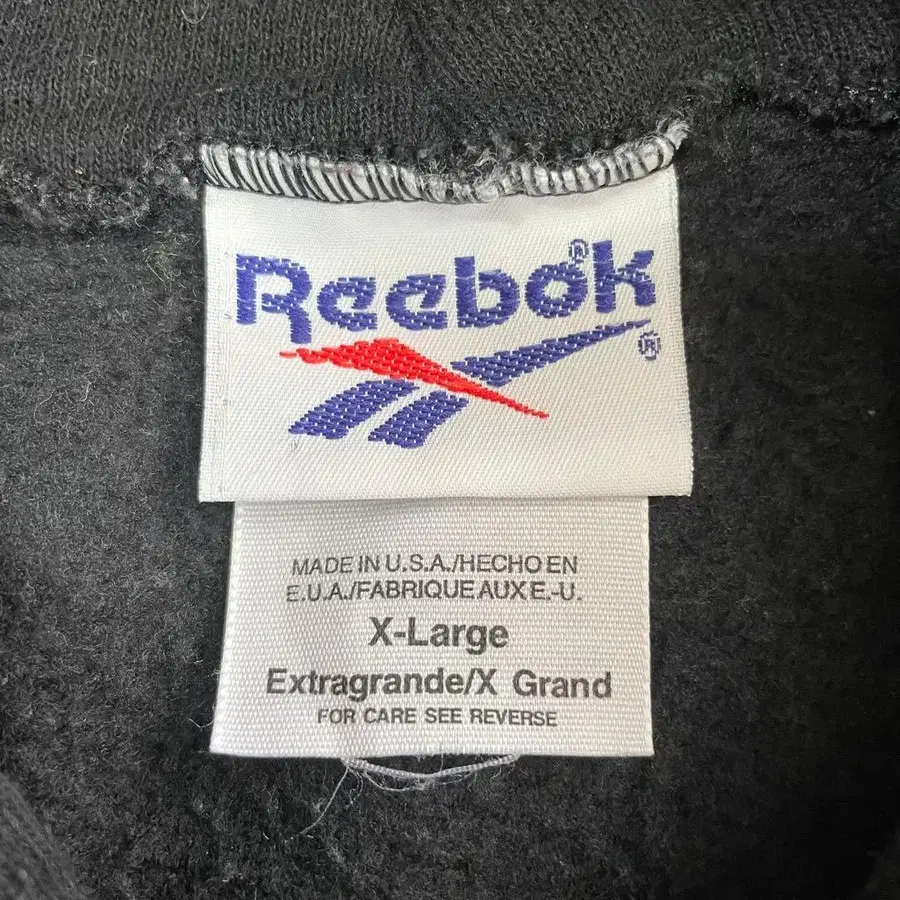 Reebok®
®
MADE IN U.S.A./HECHO EN
E.U.A./FABRIQUE AUX E.-U.
X-Large
Extragrande/X Grand
FOR CARE SEE REVERSE